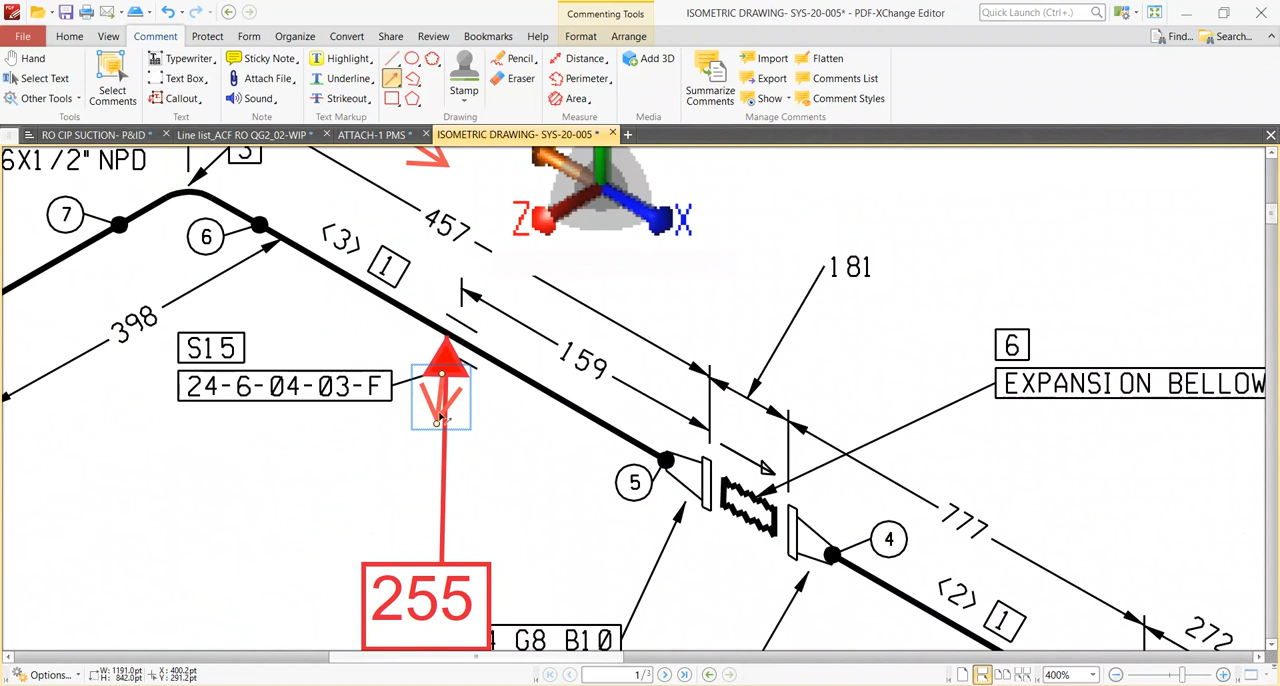 Commenting Tools
ISOMETRIC DRAWING- SYS-20-005* - PDF-XChange Editor
Quick Launch (Ctrl+.)
File Home View Comment Protect Form Organize Convert Share Review Bookmarks Help Format Arrange
Find... Search...
Hand
Select Text
Other Tools
Tools
Select Comments
Typewriter
Text Box
Callout
Text
Sticky Note
Attach File
Sound
Note
Highlight
Underline
Strikeout
Text Markup
Stamp
Pencil
Eraser
Drawing
Distance
Perimeter
Area
Measure
Add 3D
Media
Summarize Comments
Import
Export
Show
Flatten
Comments List
Comment Styles
Manage Comments
RO CIP SUCTION- P&ID *
Line list_ACF RO QG2_02-WIP *
ATTACH-1 PMS *
ISOMETRIC DRAWING- SYS-20-005 *
6X1/2" NPD
3
7
6
<3> 1
457
Z
X
181
398
S15
24-6-04-03-F
159
6
EXPANSION BELLOW
5
4
777
<2> 1
272
255
G8 B10
Options...
W: 1191.0pt
H: 842.0pt
X: 400.2pt
Y: 291.2pt
1/3
400%